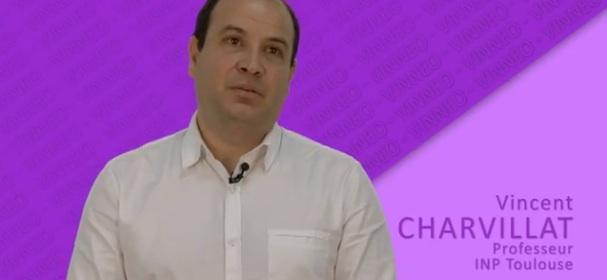 Vincent
CHARVILLAT
Professeur
INP Toulouse